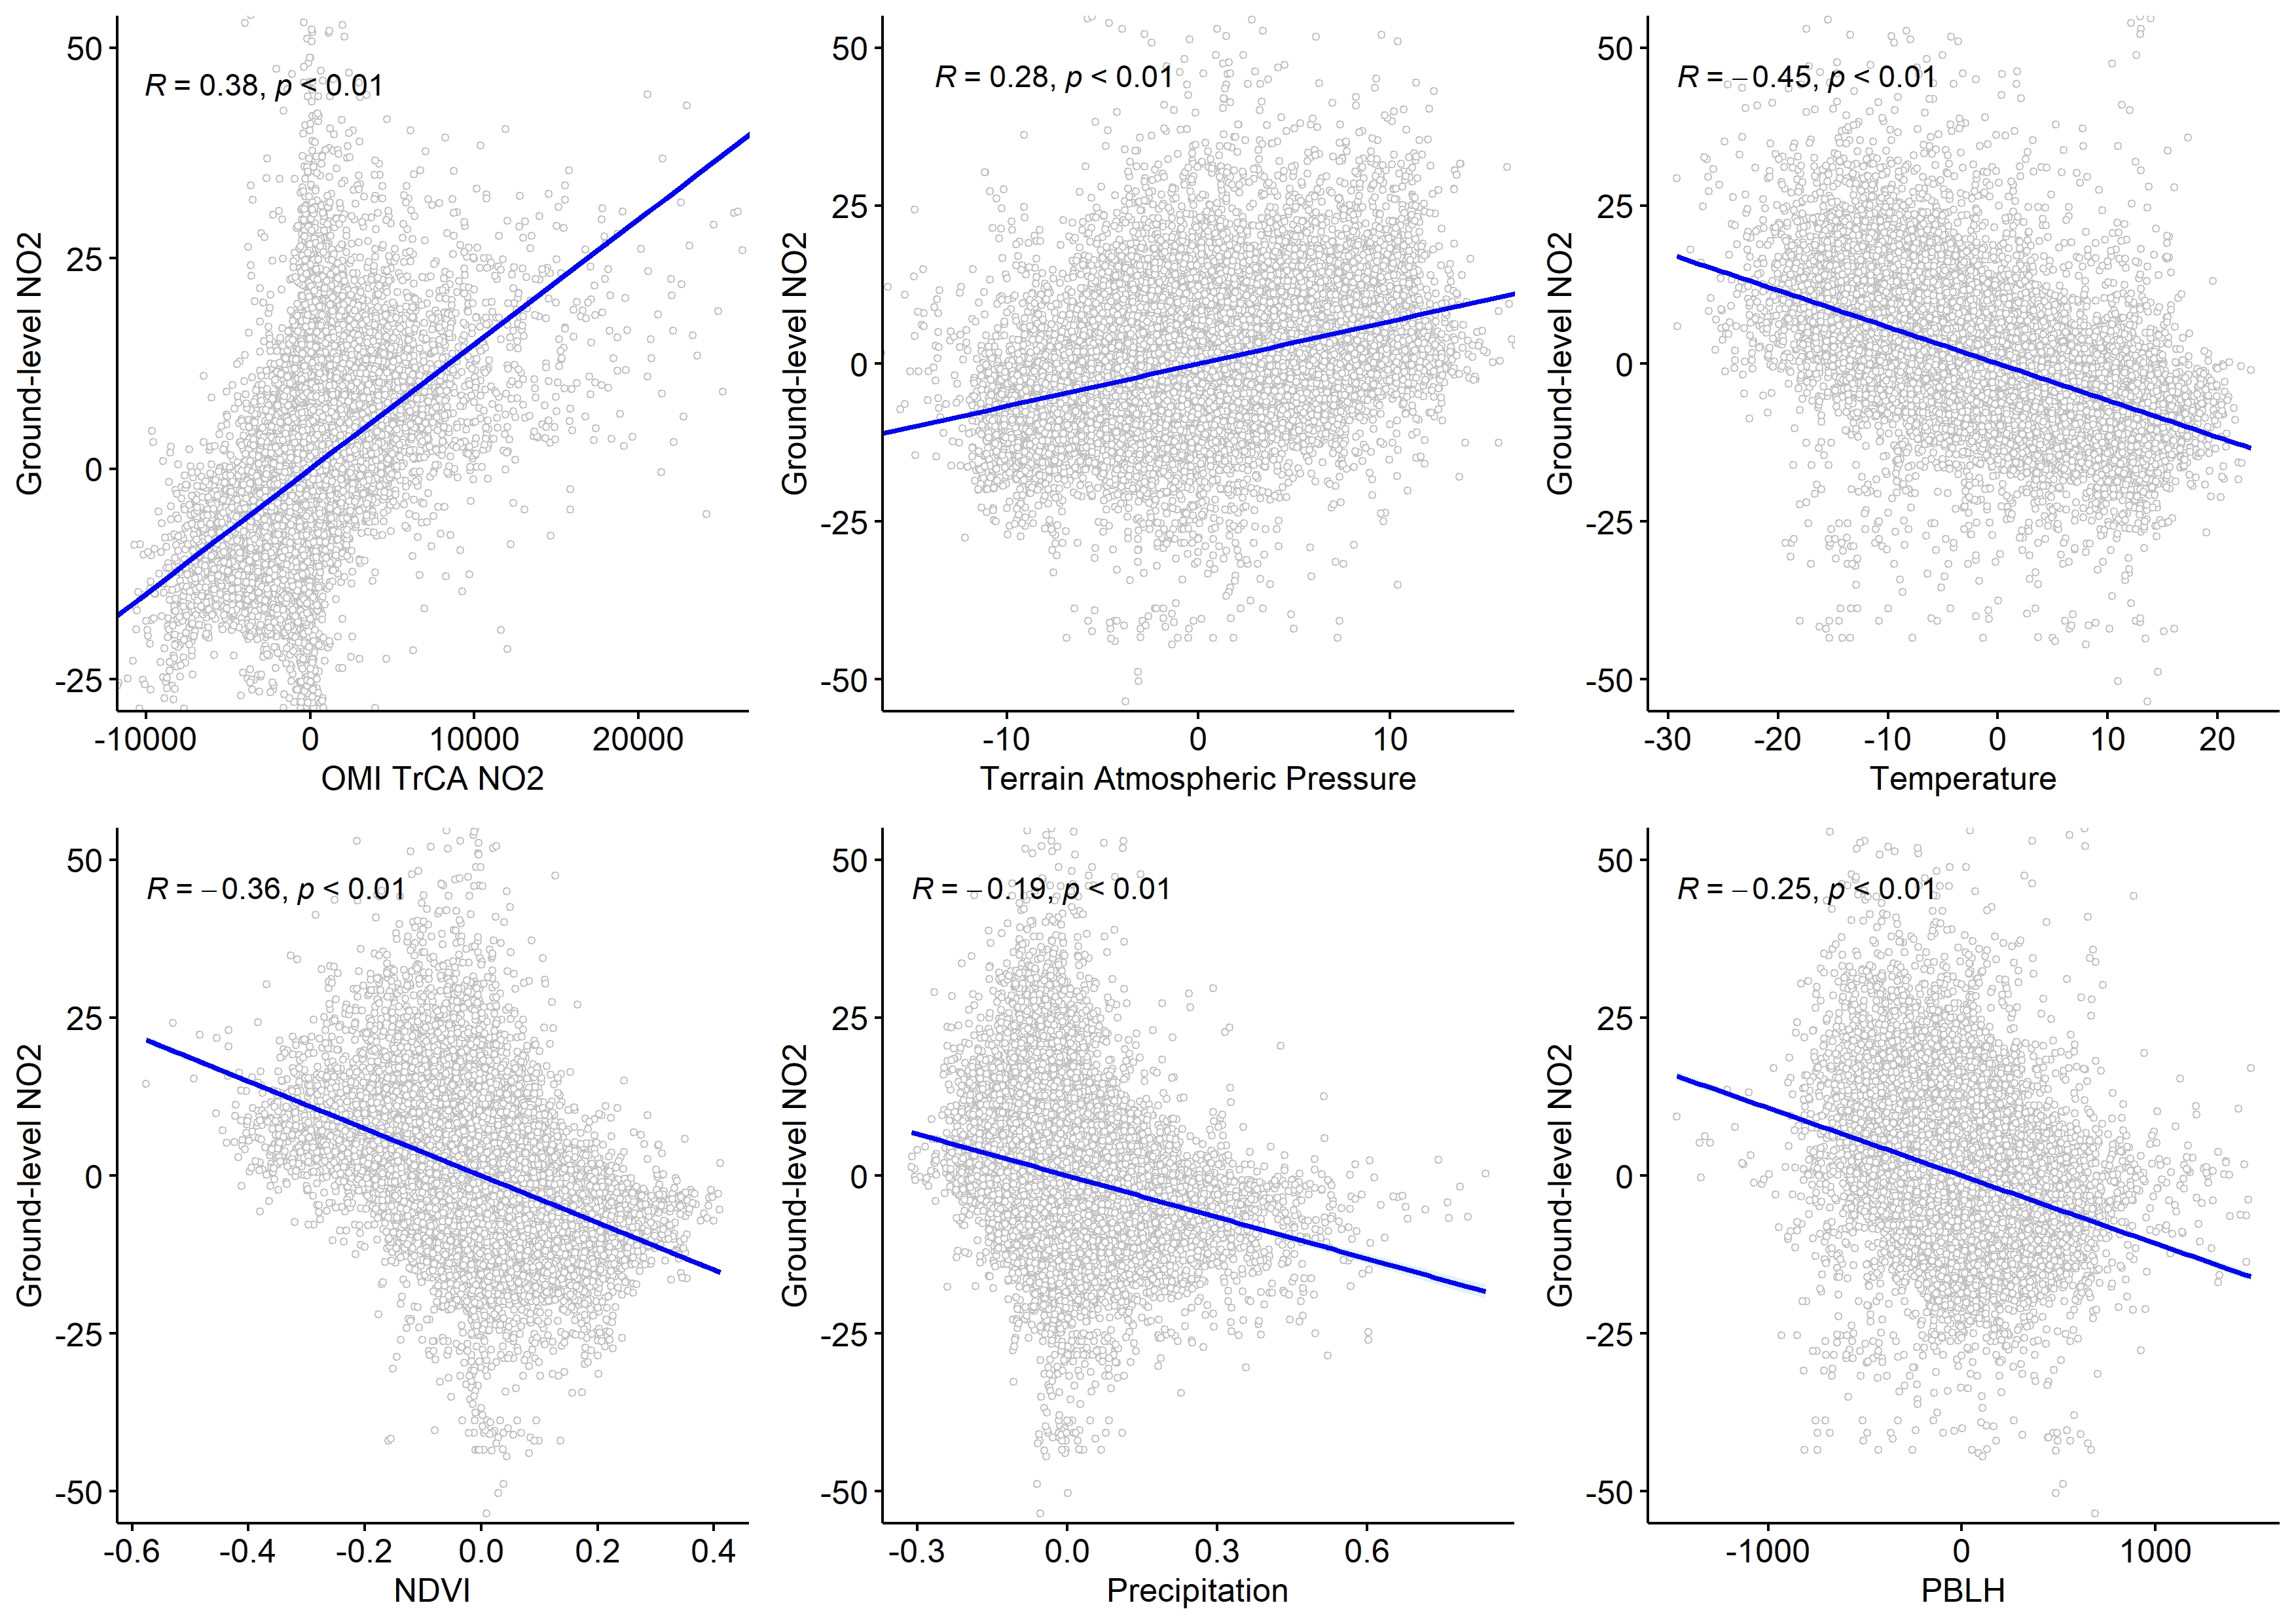 R = 0.38, p < 0.01
50
25
0
-25
Ground-level NO2
-10000 0 10000 20000
OMI TrCA NO2
R = 0.28, p < 0.01
50
25
0
-25
-50
Ground-level NO2
-10 0 10
Terrain Atmospheric Pressure
R = −0.45, p < 0.01
50
25
0
-25
-50
Ground-level NO2
-30 -20 -10 0 10 20
Temperature
R = −0.36, p < 0.01
50
25
0
-25
-50
Ground-level NO2
-0.6 -0.4 -0.2 0.0 0.2 0.4
NDVI
R = −0.19, p < 0.01
50
25
0
-25
-50
Ground-level NO2
-0.3 0.0 0.3 0.6
Precipitation
R = −0.25, p < 0.01
50
25
0
-25
-50
Ground-level NO2
-1000 0 1000
PBLH